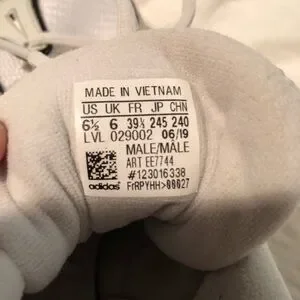 MADE IN VIETNAM
US UK FR JP CHN
6½ 6 39⅓ 245 240
LVL 029002 06/19
MALE/MÂLE
ART EE7744
#123016338
adidas FrRPYHH>08027